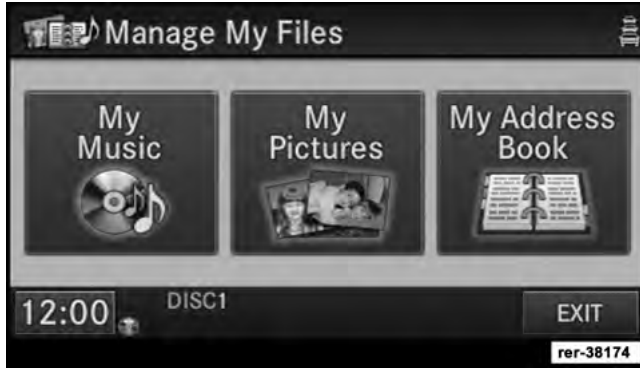 Manage My Files
My
Music
My
Pictures
My Address
Book
12:00
DISC1
EXIT
rer-38174